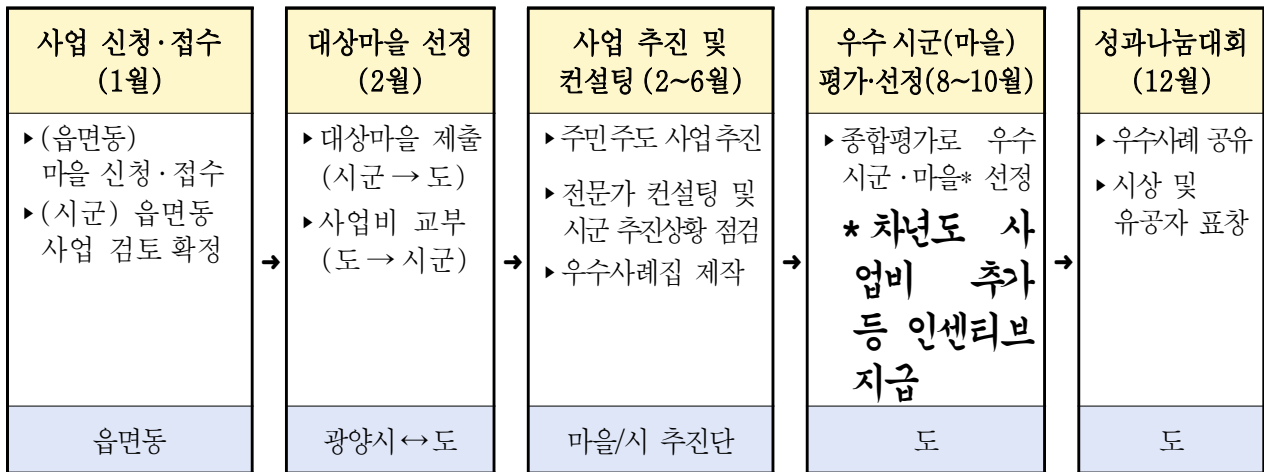 사업 신청·접수
(1월)
▸(읍면동)
마을 신청·접수
▸(시군) 읍면동
사업 검토 확정
읍면동
➜
대상마을 선정
(2월)
▸대상마을 제출
(시군→도)
▸사업비 교부
(도→시군)
광양시↔도
➜
사업 추진 및
컨설팅 (2~6월)
▸주민주도 사업추진
▸전문가 컨설팅 및
시군 추진상황 점검
▸우수사례집 제작
마을/시 추진단
➜
우수 시군(마을)
평가·선정(8~10월)
▸종합평가로 우수
시군·마을* 선정
* 차년도 사
업비 추가
등 인센티브
지급
도
➜
성과나눔대회
(12월)
▸우수사례 공유
▸시상 및
유공자 표창
도